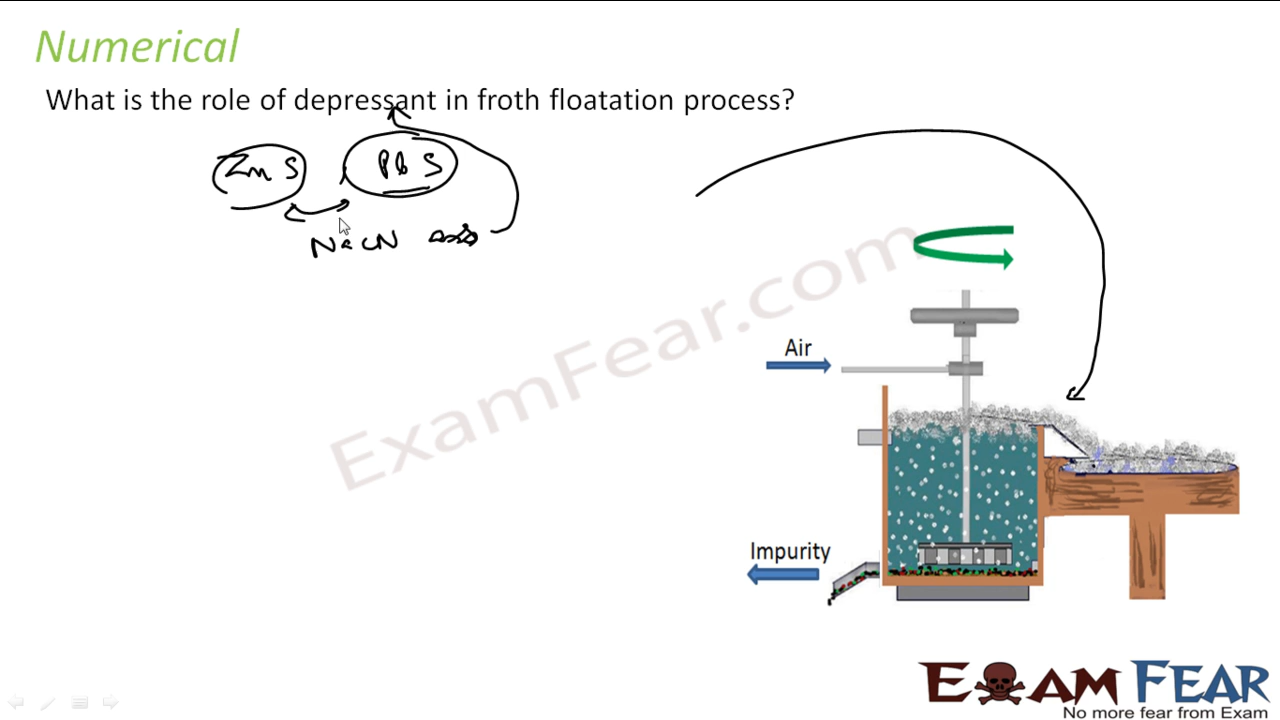 Numerical
What is the role of depressant in froth floatation process?
ZnS PbS
NaCN
ExamFear.com
Air
Impurity
EXAM FEAR
No more fear from Exam